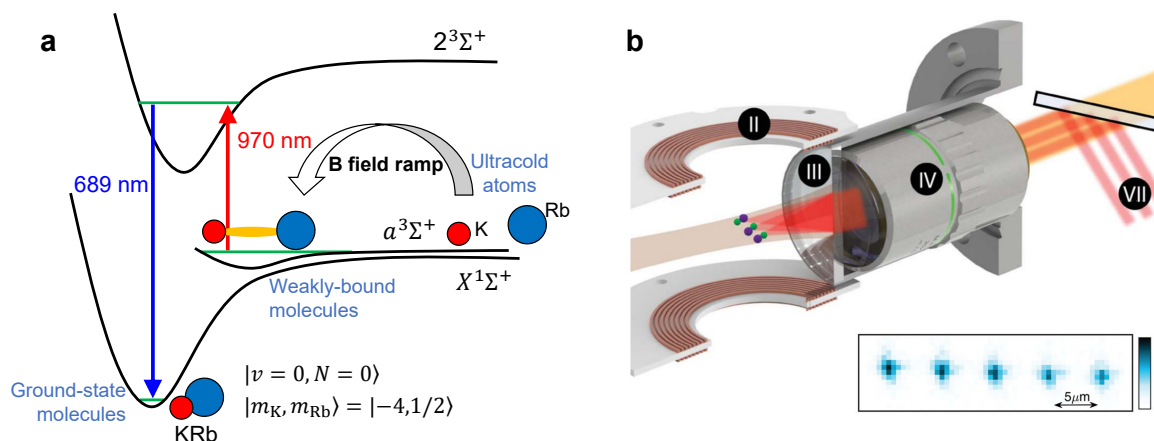 a
2³Σ⁺
970 nm
689 nm
B field ramp
Ultracold
atoms
Rb
K
a³Σ⁺
X¹Σ⁺
Weakly-bound
molecules
Ground-state
molecules
|v = 0, N = 0⟩
|m_K, m_Rb⟩ = |−4,1/2⟩
KRb
b
II
III
IV
VII
5μm